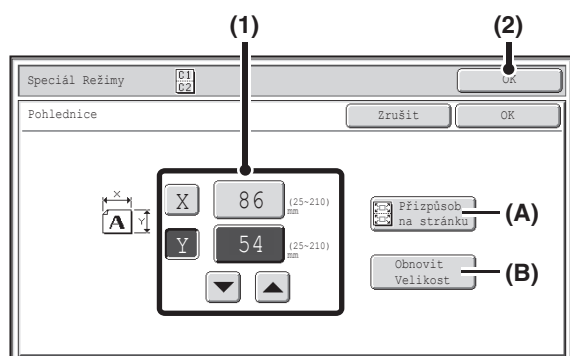 (1)
(2)
Speciál Režimy
C1
C2
OK
Pohlednice
Zrušit
OK
X
86
(25~210)
mm
X
A
Y
Y
54
(25~210)
mm
Přizpůsob
na stránku
(A)
Obnovit
Velikost
(B)